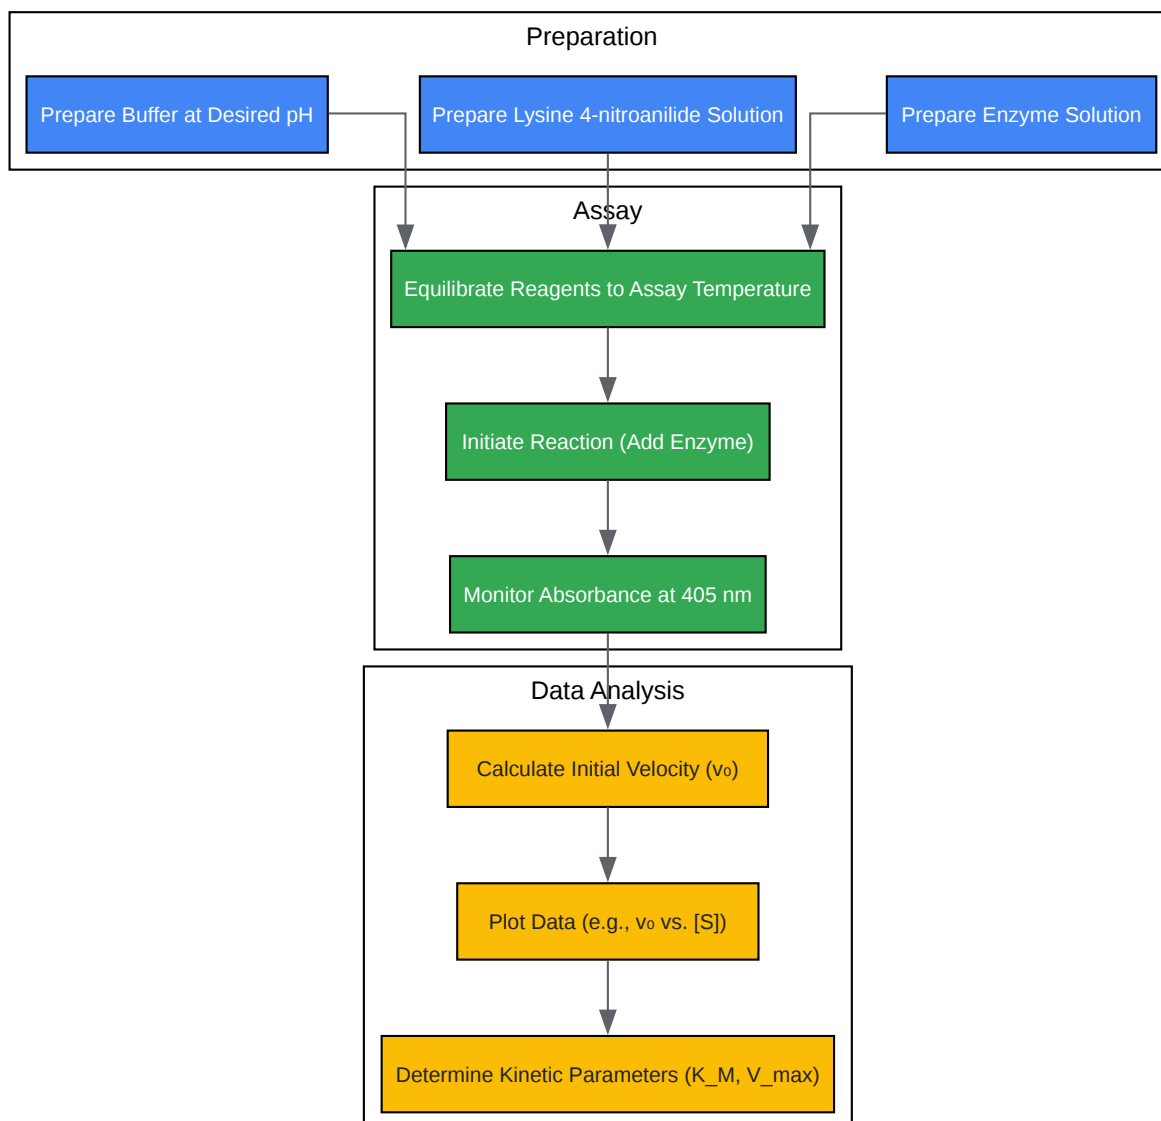 Preparation
Prepare Buffer at Desired pH
Prepare Lysine 4-nitroanilide Solution
Prepare Enzyme Solution
Assay
Equilibrate Reagents to Assay Temperature
Initiate Reaction (Add Enzyme)
Monitor Absorbance at 405 nm
Data Analysis
Calculate Initial Velocity (v₀)
Plot Data (e.g., v₀ vs. [S])
Determine Kinetic Parameters (K_M, V_max)